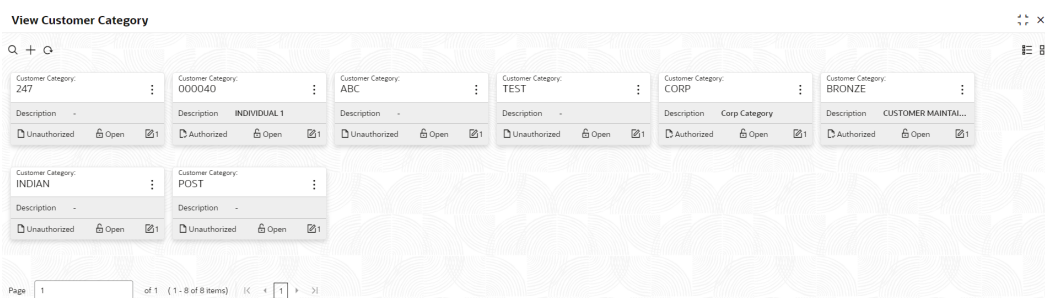 View Customer Category
Customer Category:
247
Description -
Unauthorized Open 1
Customer Category:
000040
Description INDIVIDUAL 1
Authorized Open 1
Customer Category:
ABC
Description -
Unauthorized Open 1
Customer Category:
TEST
Description -
Unauthorized Open 1
Customer Category:
CORP
Description Corp Category
Authorized Open 1
Customer Category:
BRONZE
Description CUSTOMER MAINTAI...
Authorized Open 1
Customer Category:
INDIAN
Description -
Unauthorized Open 1
Customer Category:
POST
Description -
Unauthorized Open 1
Page 1 of 1 (1 - 8 of 8 items) 1